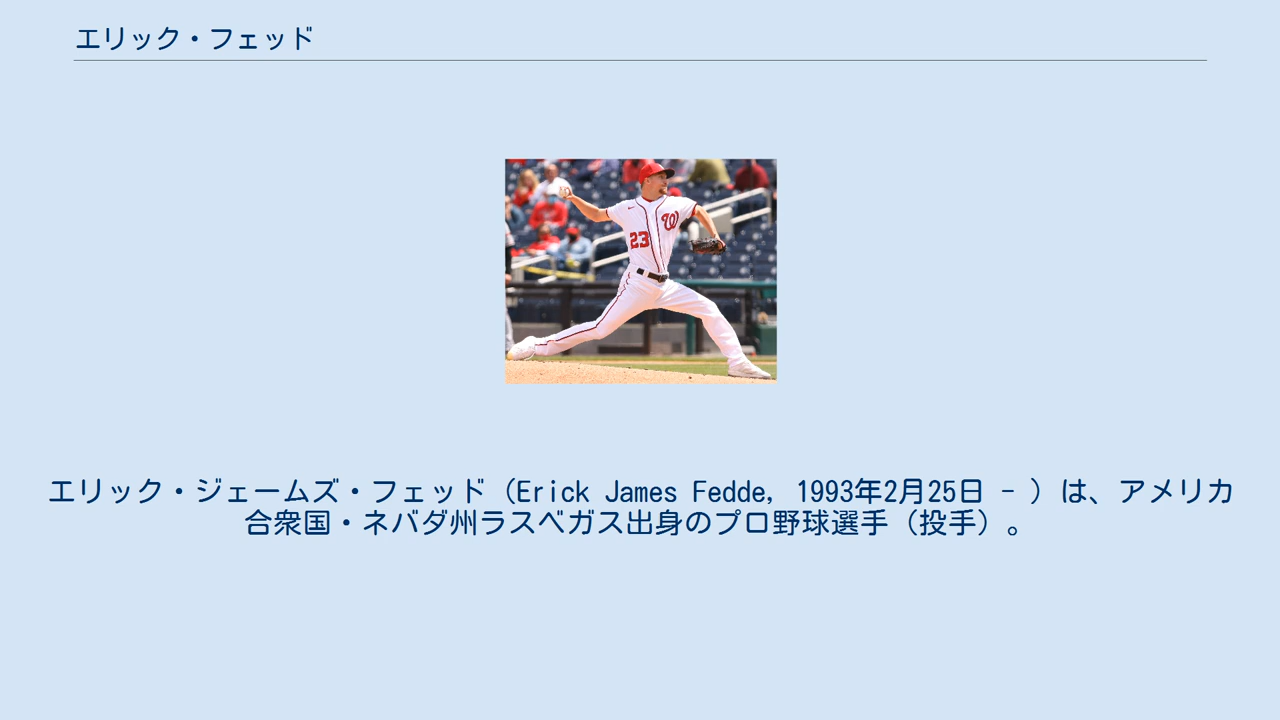 エリック・フェッド
W
23
エリック・ジェームズ・フェッド（Erick James Fedde, 1993年2月25日 - ）は、アメリカ
合衆国・ネバダ州ラスベガス出身のプロ野球選手（投手）。